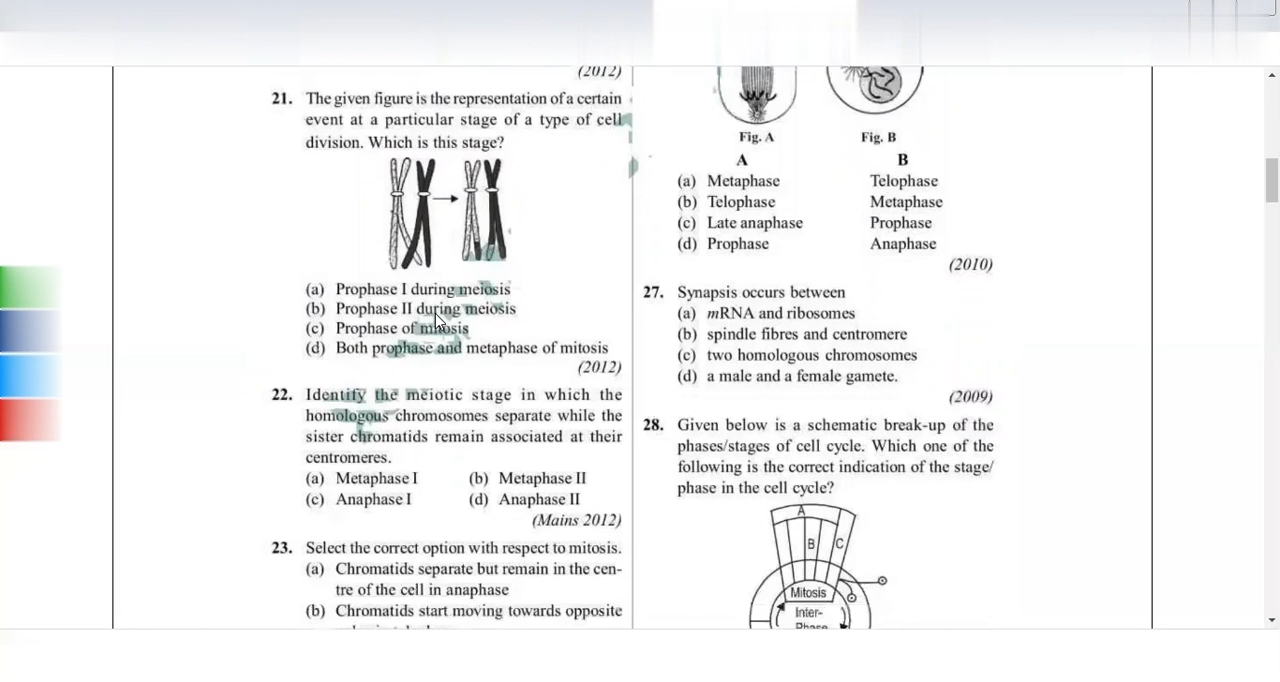 (2012)
21. The given figure is the representation of a certain
event at a particular stage of a type of cell
division. Which is this stage?
(a) Prophase I during meiosis
(b) Prophase II during meiosis
(c) Prophase of mitosis
(d) Both prophase and metaphase of mitosis
(2012)
22. Identify the meiotic stage in which the
homologous chromosomes separate while the
sister chromatids remain associated at their
centromeres.
(a) Metaphase I (b) Metaphase II
(c) Anaphase I (d) Anaphase II
(Mains 2012)
23. Select the correct option with respect to mitosis.
(a) Chromatids separate but remain in the cen-
tre of the cell in anaphase
(b) Chromatids start moving towards opposite
Fig. A Fig. B
A B
(a) Metaphase Telophase
(b) Telophase Metaphase
(c) Late anaphase Prophase
(d) Prophase Anaphase
(2010)
27. Synapsis occurs between
(a) mRNA and ribosomes
(b) spindle fibres and centromere
(c) two homologous chromosomes
(d) a male and a female gamete.
(2009)
28. Given below is a schematic break-up of the
phases/stages of cell cycle. Which one of the
following is the correct indication of the stage/
phase in the cell cycle?
A
B C
Mitosis
Inter-
Phase